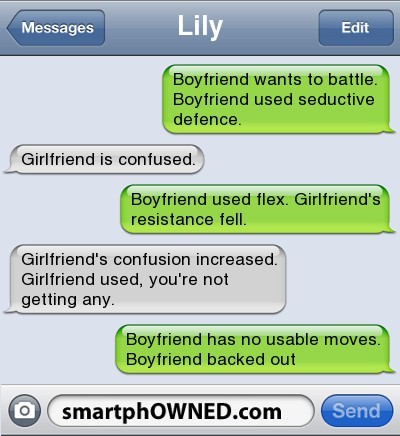 Messages
Lily
Edit
Boyfriend wants to battle.
Boyfriend used seductive
defence.
Girlfriend is confused.
Boyfriend used flex. Girlfriend's
resistance fell.
Girlfriend's confusion increased.
Girlfriend used, you're not
getting any.
Boyfriend has no usable moves.
Boyfriend backed out
smartphOWNED.com
Send